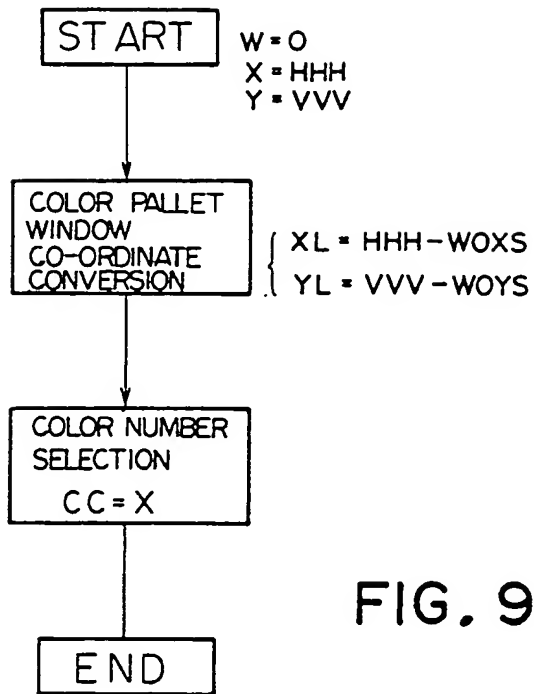 START
W = 0
X = HHH
Y = VVV
COLOR PALLET
WINDOW
CO-ORDINATE
CONVERSION
XL = HHH-WOXS
YL = VVV-WOYS
COLOR NUMBER
SELECTION
CC = X
END
FIG. 9